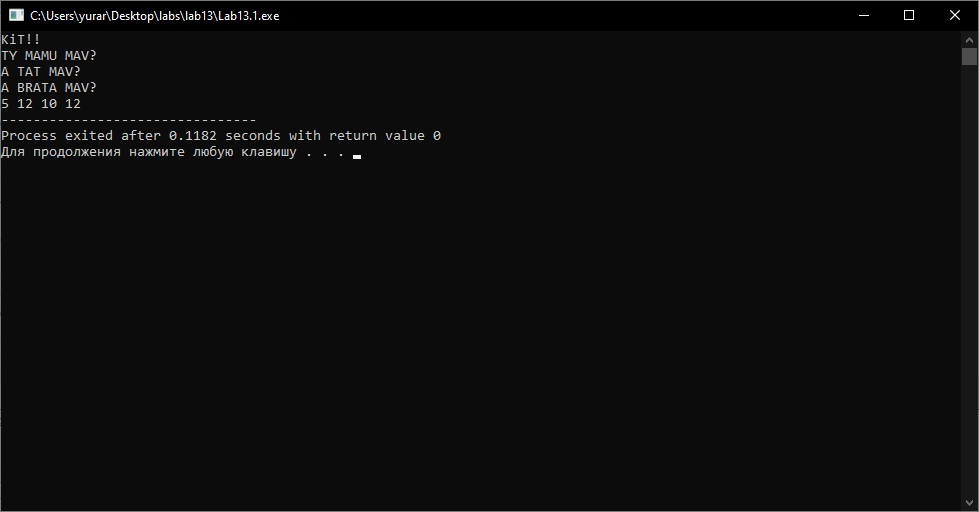 C:\Users\yurar\Desktop\labs\lab13\Lab13.1.exe
KiT!!
TY MAMU MAV?
A TAT MAV?
A BRATA MAV?
5 12 10 12
--------------------------------
Process exited after 0.1182 seconds with return value 0
Для продолжения нажмите любую клавишу . . .